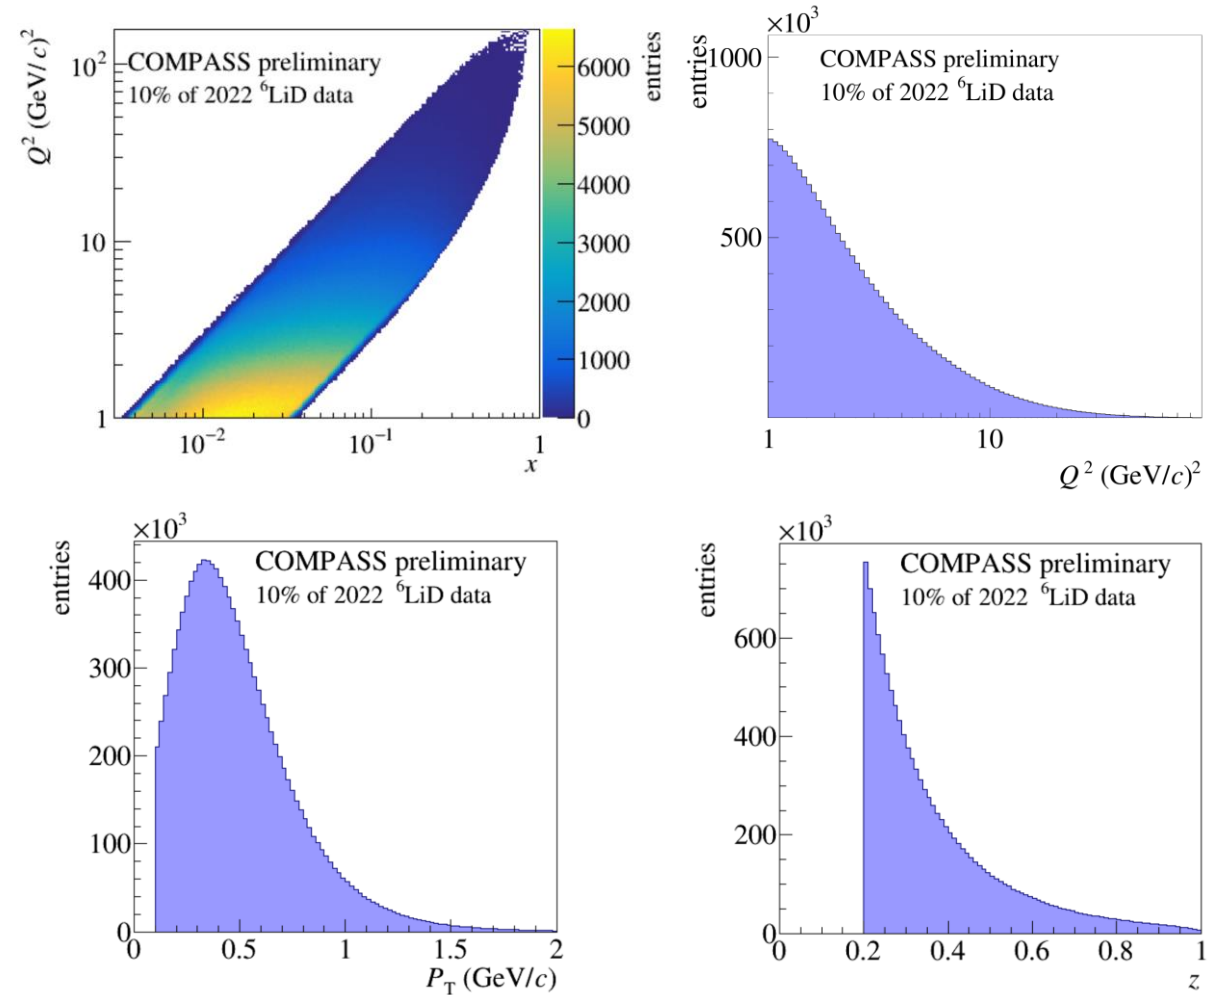 Q² (GeV/c)²
COMPASS preliminary
10% of 2022 ⁶LiD data
10²
10
1
10⁻²
10⁻¹
1
x
entries
6000
5000
4000
3000
2000
1000
0
×10³
entries
1000
500
COMPASS preliminary
10% of 2022 ⁶LiD data
1
10
Q² (GeV/c)²
×10³
entries
400
300
200
100
0
COMPASS preliminary
10% of 2022 ⁶LiD data
0 0.5 1 1.5 2
P_T (GeV/c)
×10³
entries
600
400
200
0
COMPASS preliminary
10% of 2022 ⁶LiD data
0 0.2 0.4 0.6 0.8 1
z